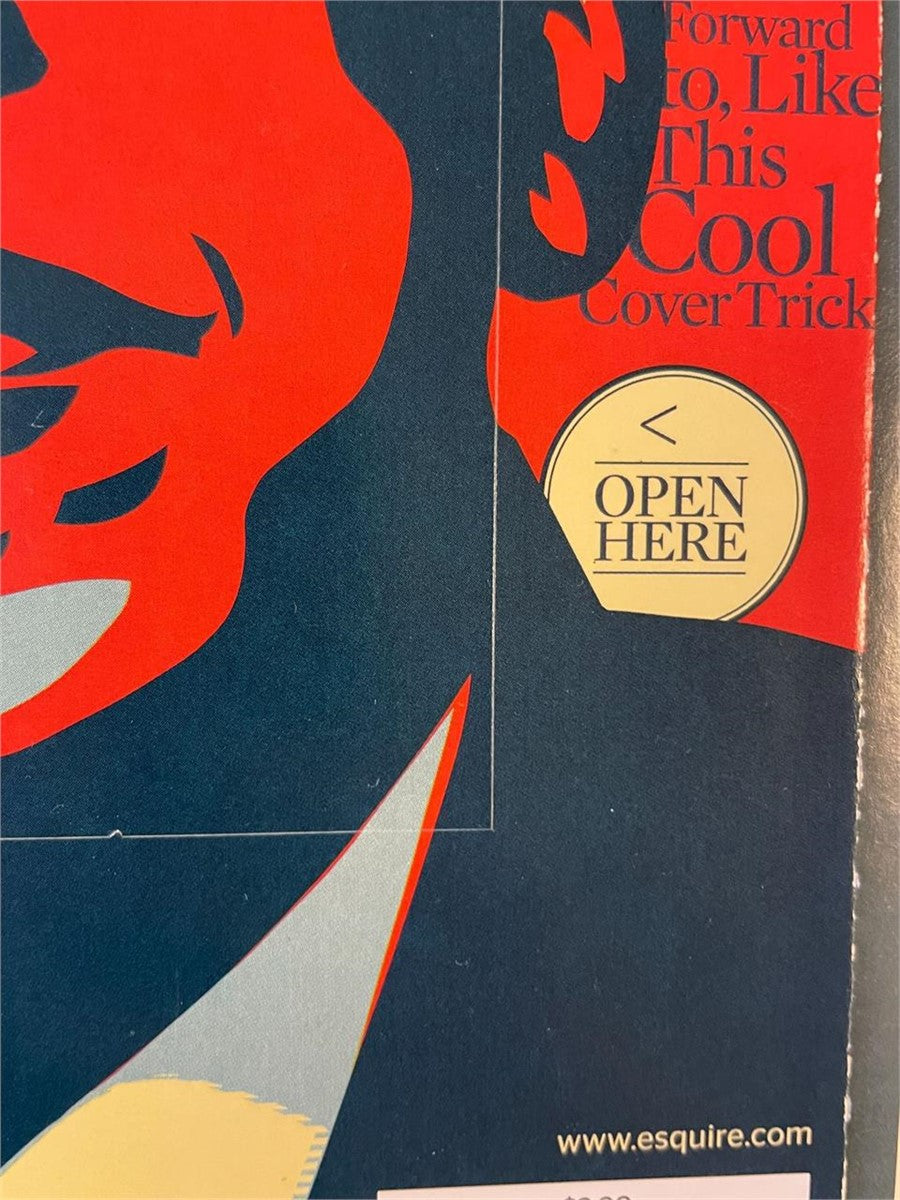 Forward
to, Like
This
Cool
Cover Trick
<
OPEN
HERE
www.esquire.com